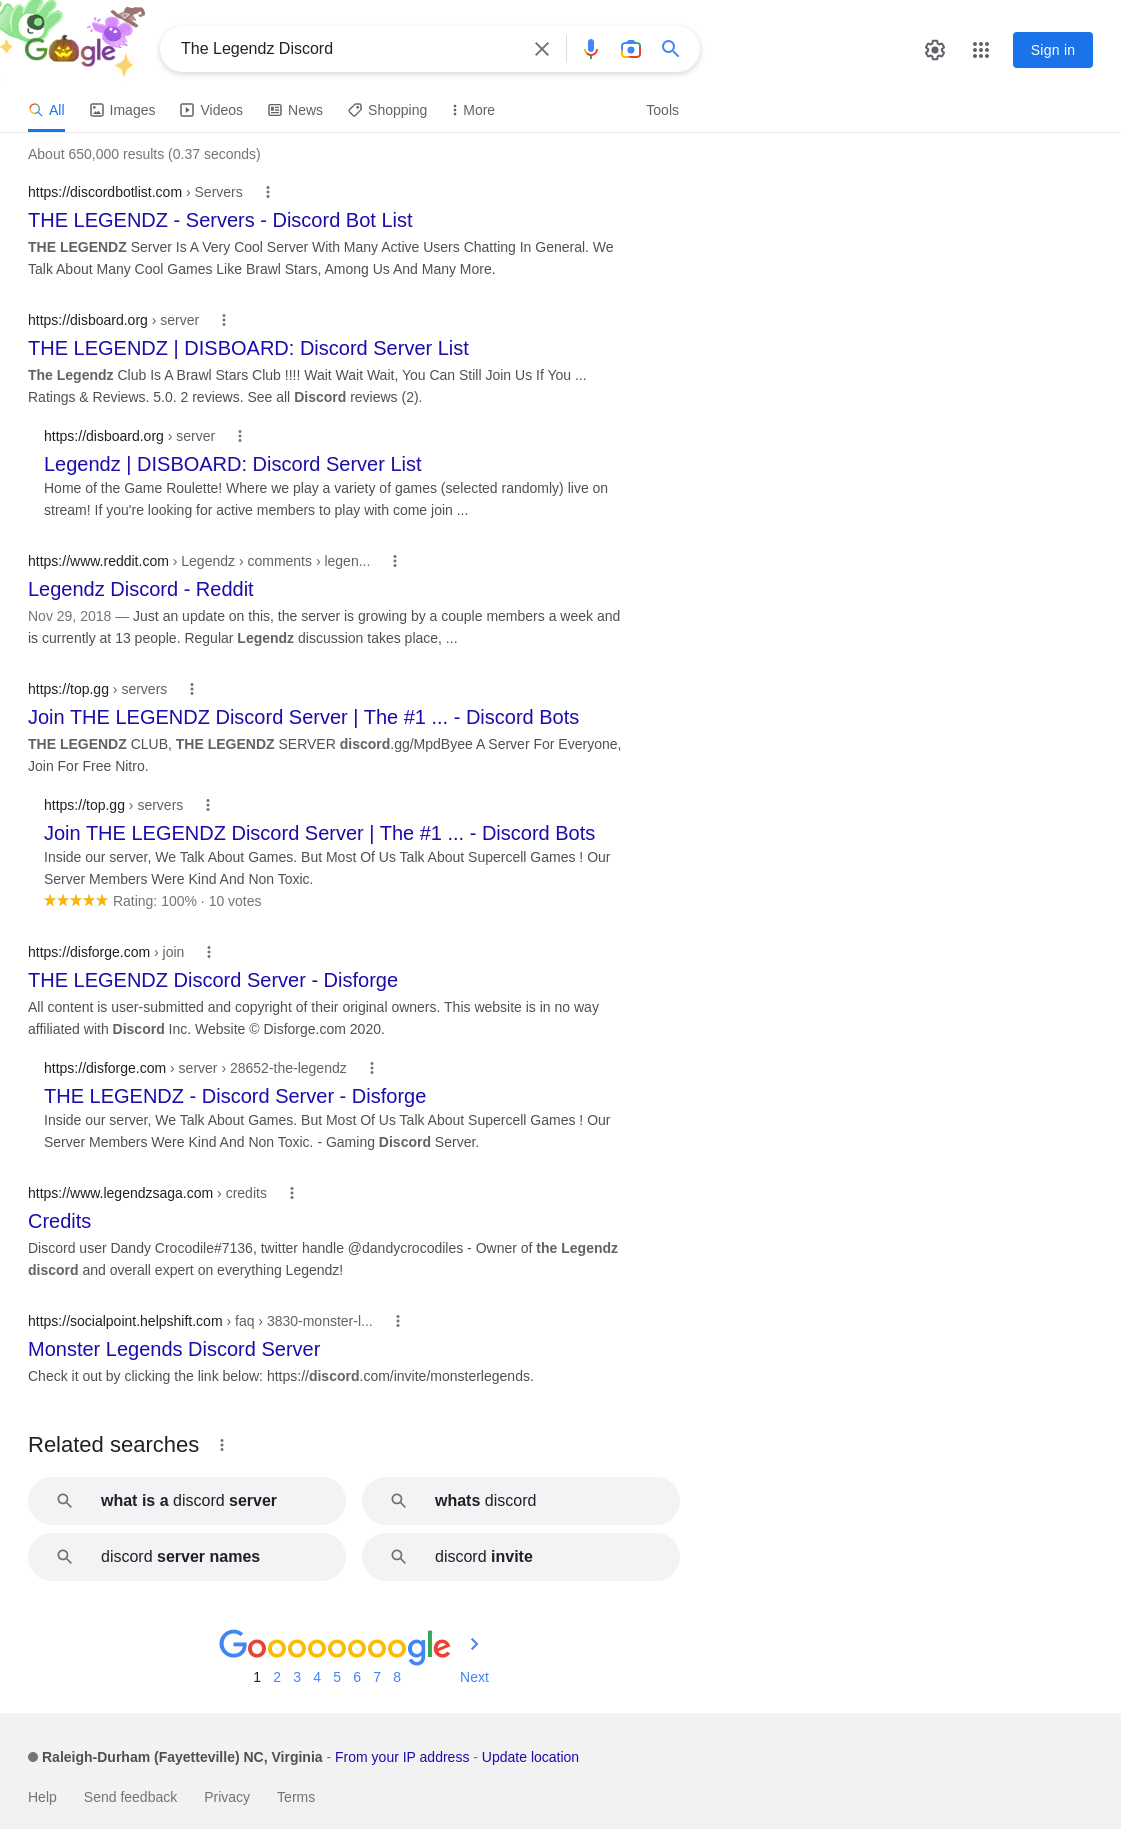 Google
The Legendz Discord
Sign in
All Images Videos News Shopping More Tools
About 650,000 results (0.37 seconds)
https://discordbotlist.com › Servers
THE LEGENDZ - Servers - Discord Bot List
THE LEGENDZ Server Is A Very Cool Server With Many Active Users Chatting In General. We
Talk About Many Cool Games Like Brawl Stars, Among Us And Many More.
https://disboard.org › server
THE LEGENDZ | DISBOARD: Discord Server List
The Legendz Club Is A Brawl Stars Club !!!! Wait Wait Wait, You Can Still Join Us If You ...
Ratings & Reviews. 5.0. 2 reviews. See all Discord reviews (2).
https://disboard.org › server
Legendz | DISBOARD: Discord Server List
Home of the Game Roulette! Where we play a variety of games (selected randomly) live on
stream! If you're looking for active members to play with come join ...
https://www.reddit.com › Legendz › comments › legen...
Legendz Discord - Reddit
Nov 29, 2018 — Just an update on this, the server is growing by a couple members a week and
is currently at 13 people. Regular Legendz discussion takes place, ...
https://top.gg › servers
Join THE LEGENDZ Discord Server | The #1 ... - Discord Bots
THE LEGENDZ CLUB, THE LEGENDZ SERVER discord.gg/MpdByee A Server For Everyone,
Join For Free Nitro.
https://top.gg › servers
Join THE LEGENDZ Discord Server | The #1 ... - Discord Bots
Inside our server, We Talk About Games. But Most Of Us Talk About Supercell Games ! Our
Server Members Were Kind And Non Toxic.
Rating: 100% · 10 votes
https://disforge.com › join
THE LEGENDZ Discord Server - Disforge
All content is user-submitted and copyright of their original owners. This website is in no way
affiliated with Discord Inc. Website © Disforge.com 2020.
https://disforge.com › server › 28652-the-legendz
THE LEGENDZ - Discord Server - Disforge
Inside our server, We Talk About Games. But Most Of Us Talk About Supercell Games ! Our
Server Members Were Kind And Non Toxic. - Gaming Discord Server.
https://www.legendzsaga.com › credits
Credits
Discord user Dandy Crocodile#7136, twitter handle @dandycrocodiles - Owner of the Legendz
discord and overall expert on everything Legendz!
https://socialpoint.helpshift.com › faq › 3830-monster-l...
Monster Legends Discord Server
Check it out by clicking the link below: https://discord.com/invite/monsterlegends.
Related searches
what is a discord server
whats discord
discord server names
discord invite
Goooooooogle
1 2 3 4 5 6 7 8 Next
Raleigh-Durham (Fayetteville) NC, Virginia - From your IP address - Update location
Help Send feedback Privacy Terms